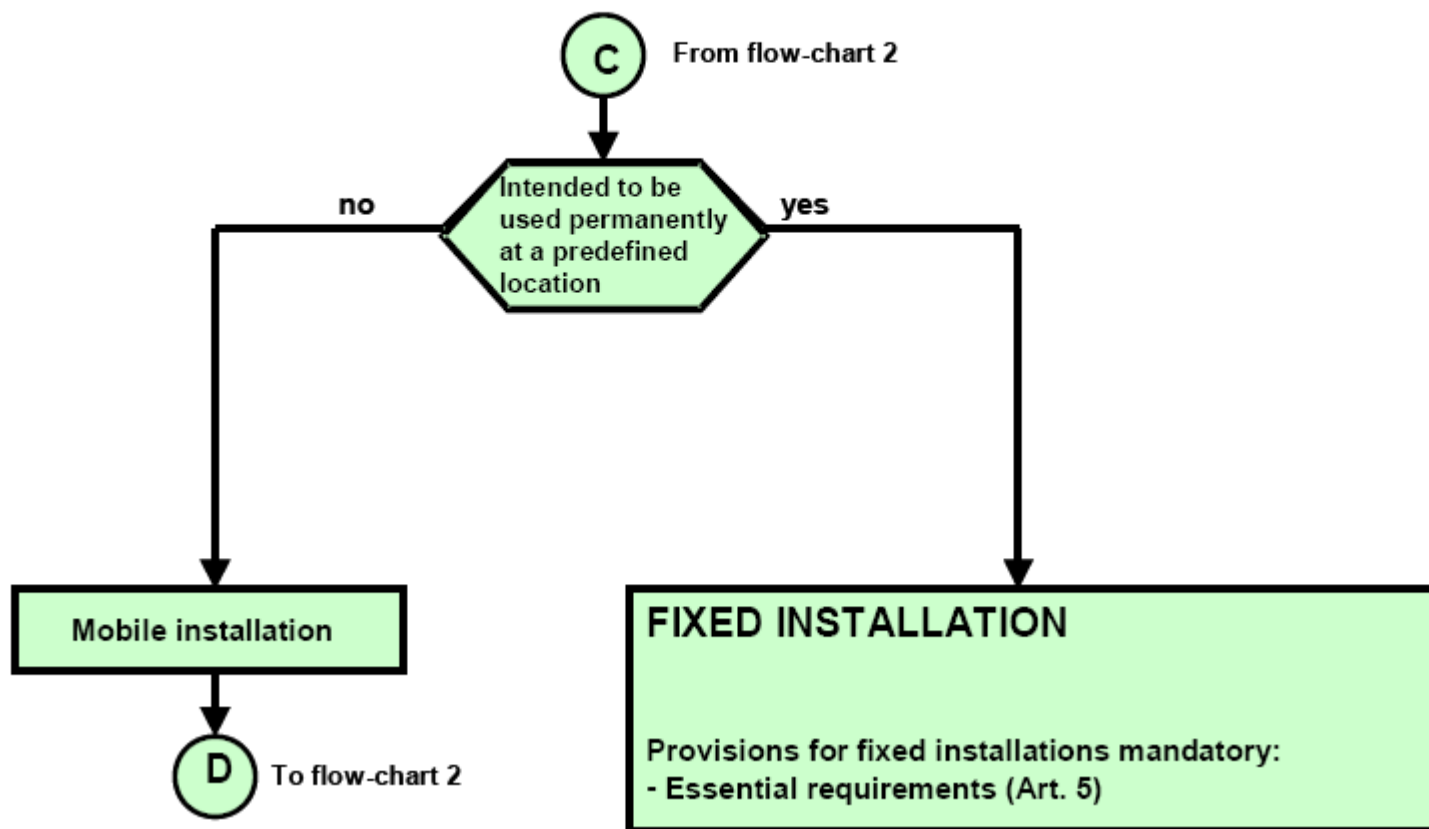 C
From flow-chart 2
Intended to be
used permanently
at a predefined
location
no
yes
Mobile installation
D
To flow-chart 2
FIXED INSTALLATION
Provisions for fixed installations mandatory:
- Essential requirements (Art. 5)